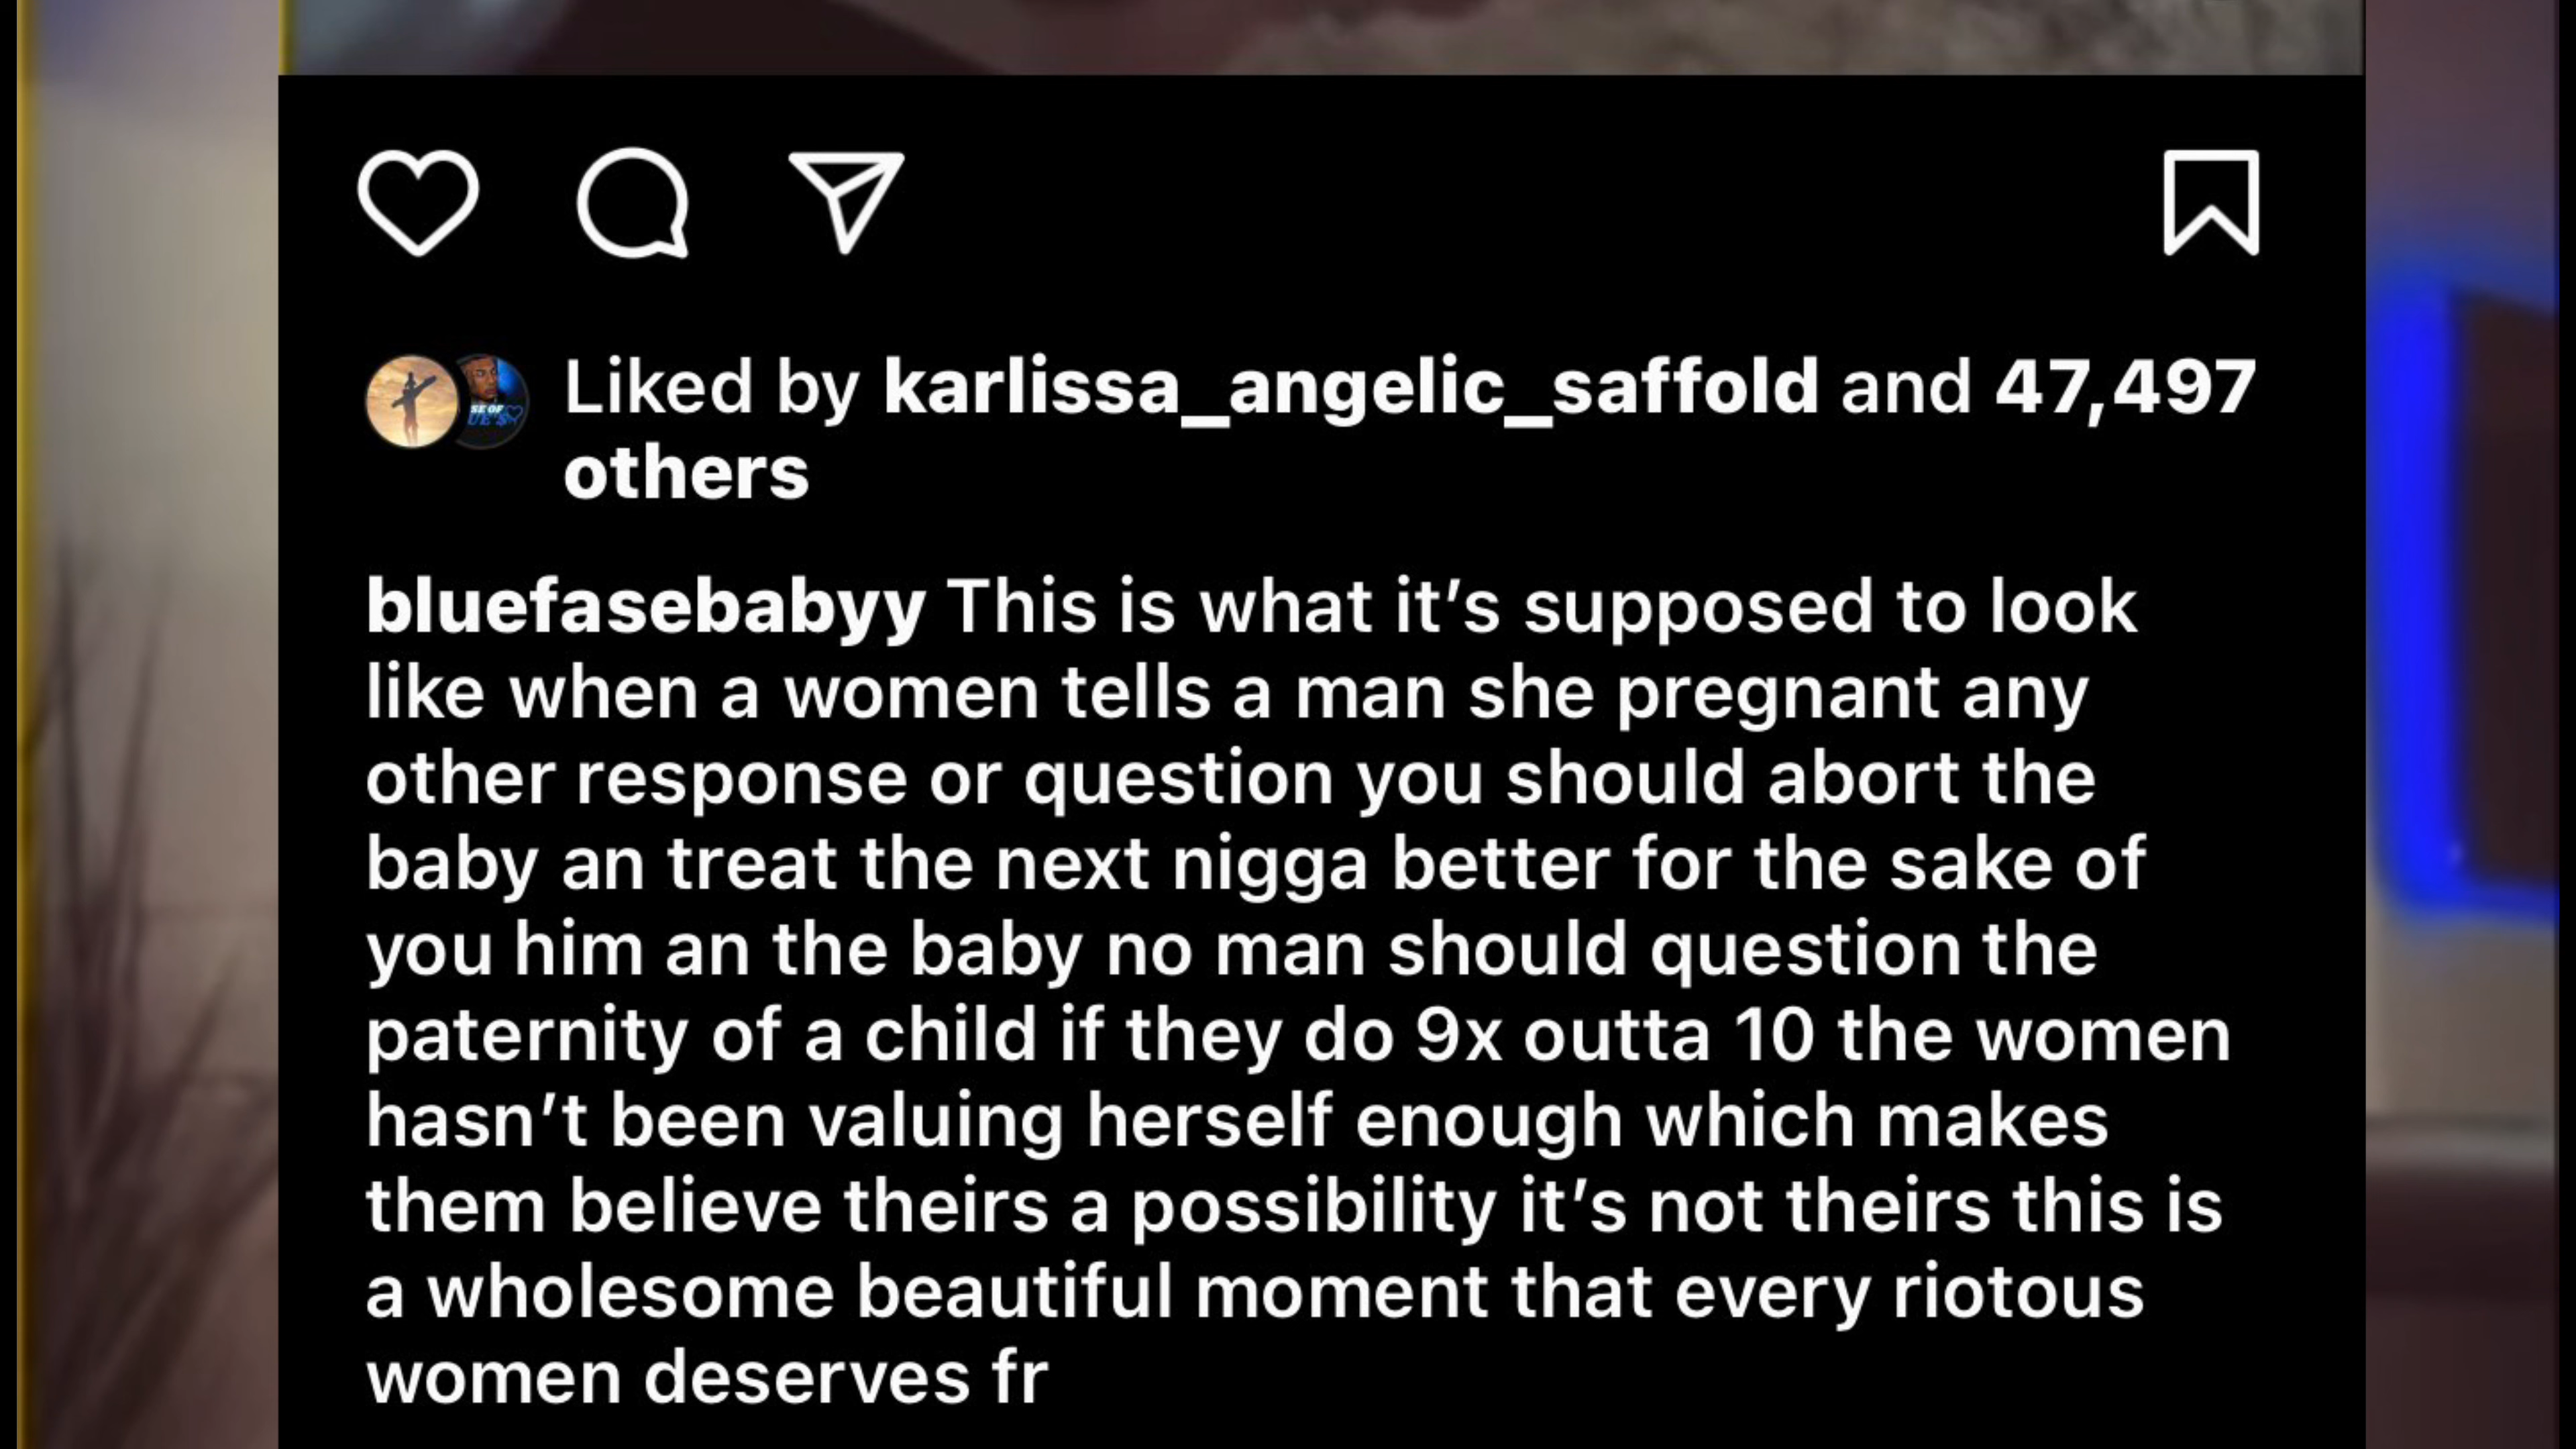 Liked by karlissa_angelic_saffold and 47,497
others
bluefasebabyy This is what it’s supposed to look
like when a women tells a man she pregnant any
other response or question you should abort the
baby an treat the next nigga better for the sake of
you him an the baby no man should question the
paternity of a child if they do 9x outta 10 the women
hasn’t been valuing herself enough which makes
them believe theirs a possibility it’s not theirs this is
a wholesome beautiful moment that every riotous
women deserves fr